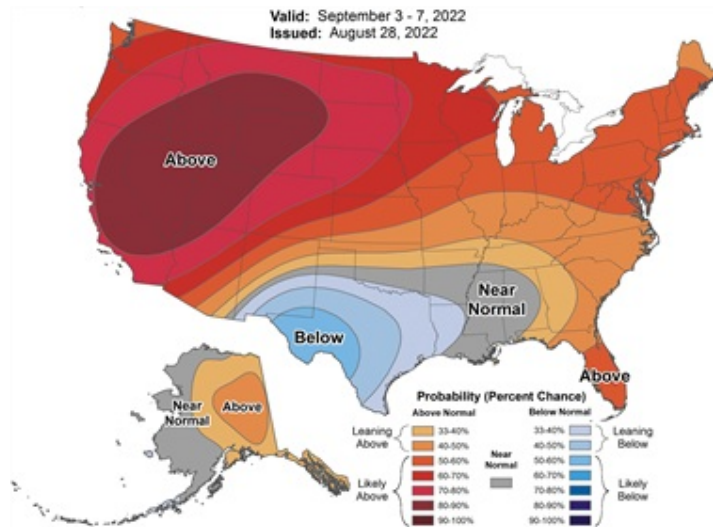 Valid: September 3 - 7, 2022
Issued: August 28, 2022
Above
Near
Normal
Below
Above
Near
Normal
Above
Probability (Percent Chance)
Above Normal
Below Normal
Leaning
Above
33-40%
40-50%
Likely
Above
50-60%
60-70%
70-80%
80-90%
90-100%
Near
Normal
33-40%
40-50%
Leaning
Below
50-60%
60-70%
70-80%
80-90%
90-100%
Likely
Below